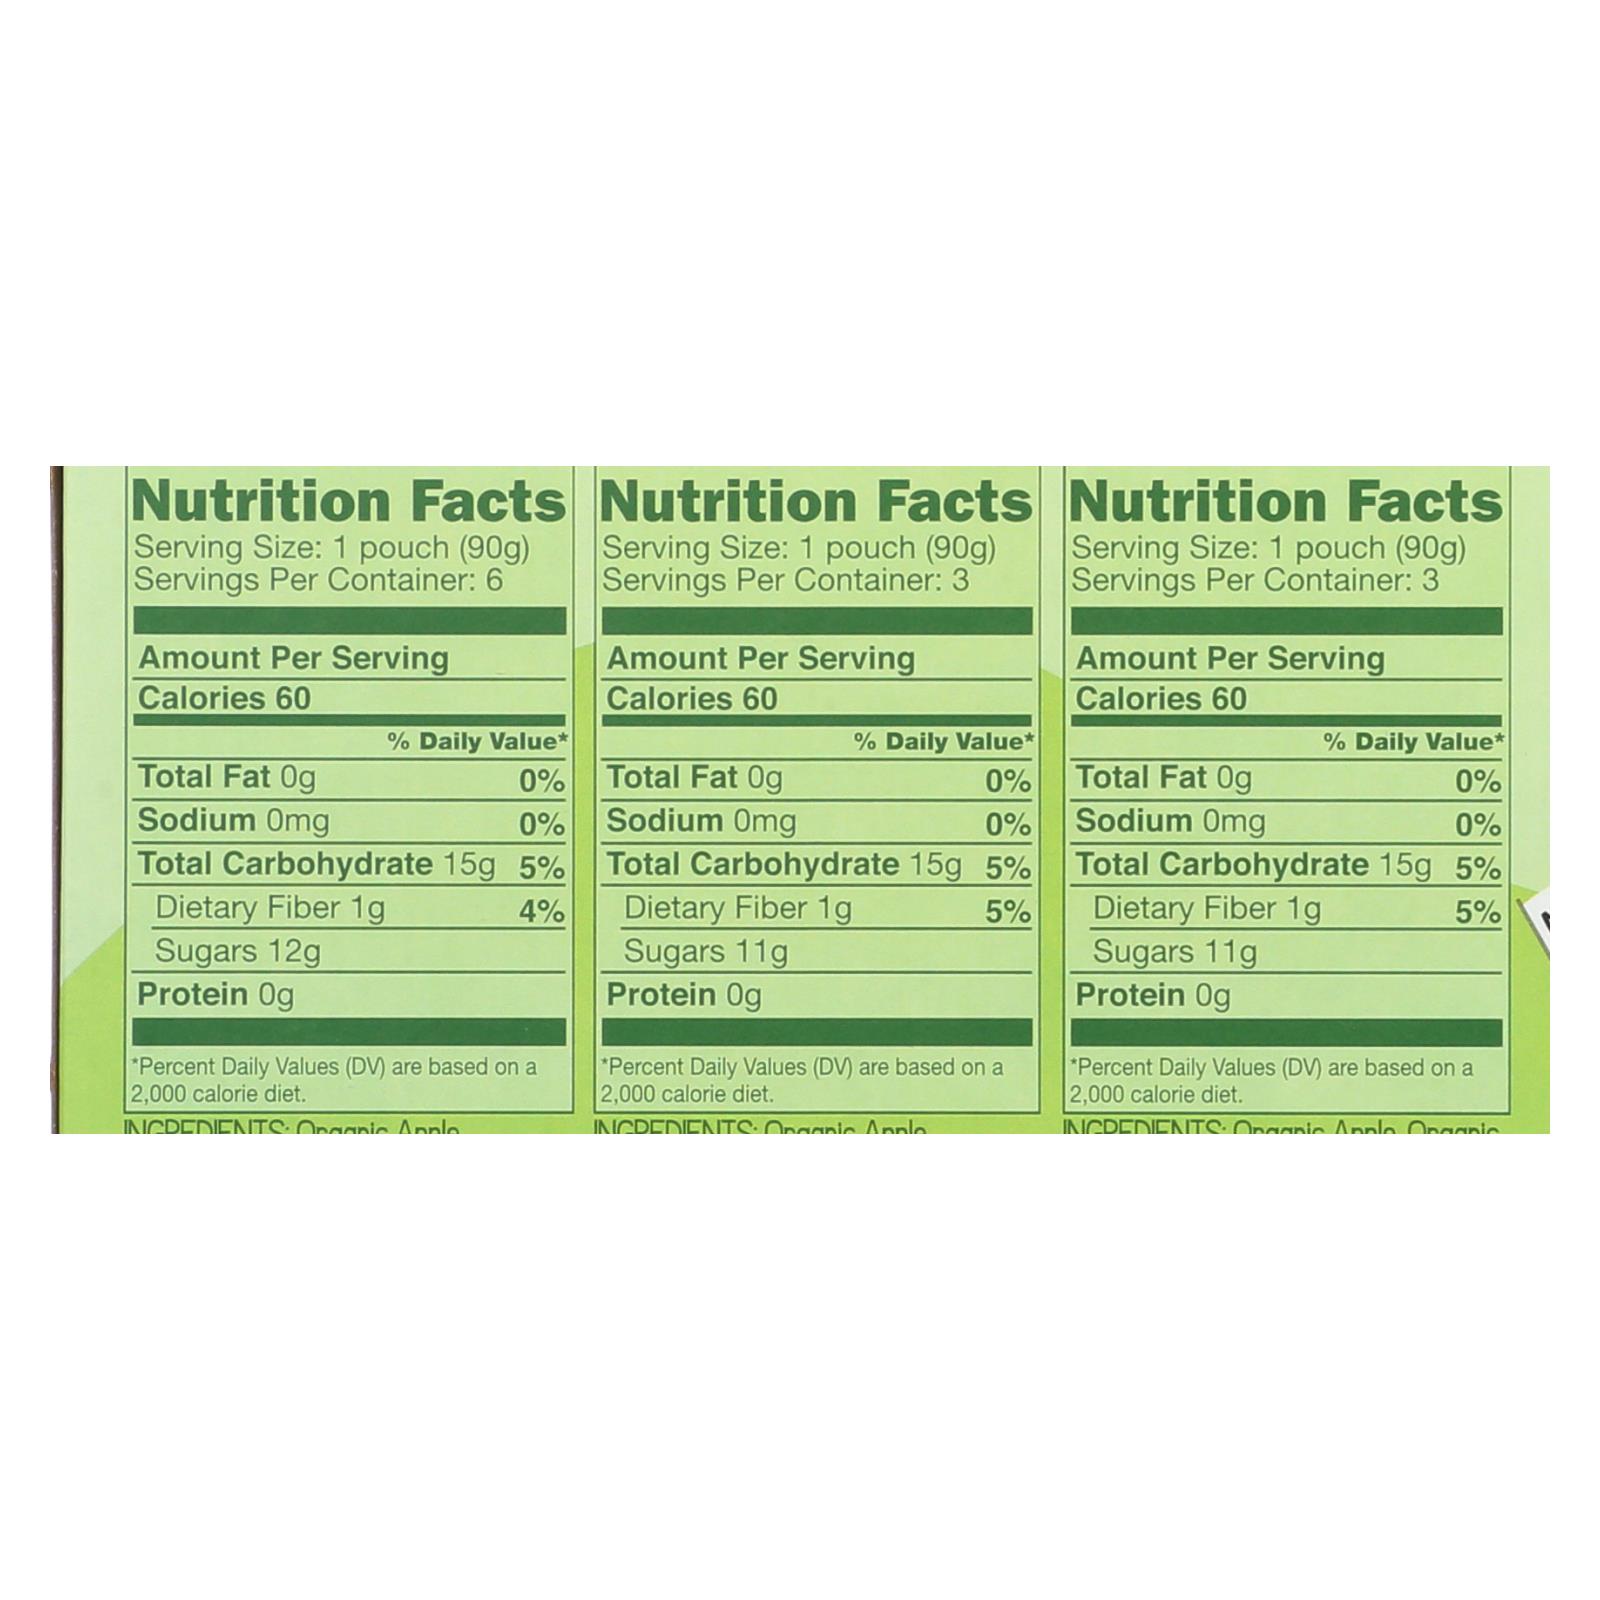 Nutrition Facts
Serving Size: 1 pouch (90g)
Servings Per Container: 6
Amount Per Serving
Calories 60
% Daily Value*
Total Fat 0g 0%
Sodium 0mg 0%
Total Carbohydrate 15g 5%
Dietary Fiber 1g 4%
Sugars 12g
Protein 0g
*Percent Daily Values (DV) are based on a
2,000 calorie diet.
INGREDIENTS: Organic Apple
Nutrition Facts
Serving Size: 1 pouch (90g)
Servings Per Container: 3
Amount Per Serving
Calories 60
% Daily Value*
Total Fat 0g 0%
Sodium 0mg 0%
Total Carbohydrate 15g 5%
Dietary Fiber 1g 5%
Sugars 11g
Protein 0g
*Percent Daily Values (DV) are based on a
2,000 calorie diet.
INGREDIENTS: Organic Apple
Nutrition Facts
Serving Size: 1 pouch (90g)
Servings Per Container: 3
Amount Per Serving
Calories 60
% Daily Value*
Total Fat 0g 0%
Sodium 0mg 0%
Total Carbohydrate 15g 5%
Dietary Fiber 1g 5%
Sugars 11g
Protein 0g
*Percent Daily Values (DV) are based on a
2,000 calorie diet.
INGREDIENTS: Organic Apple, Organic